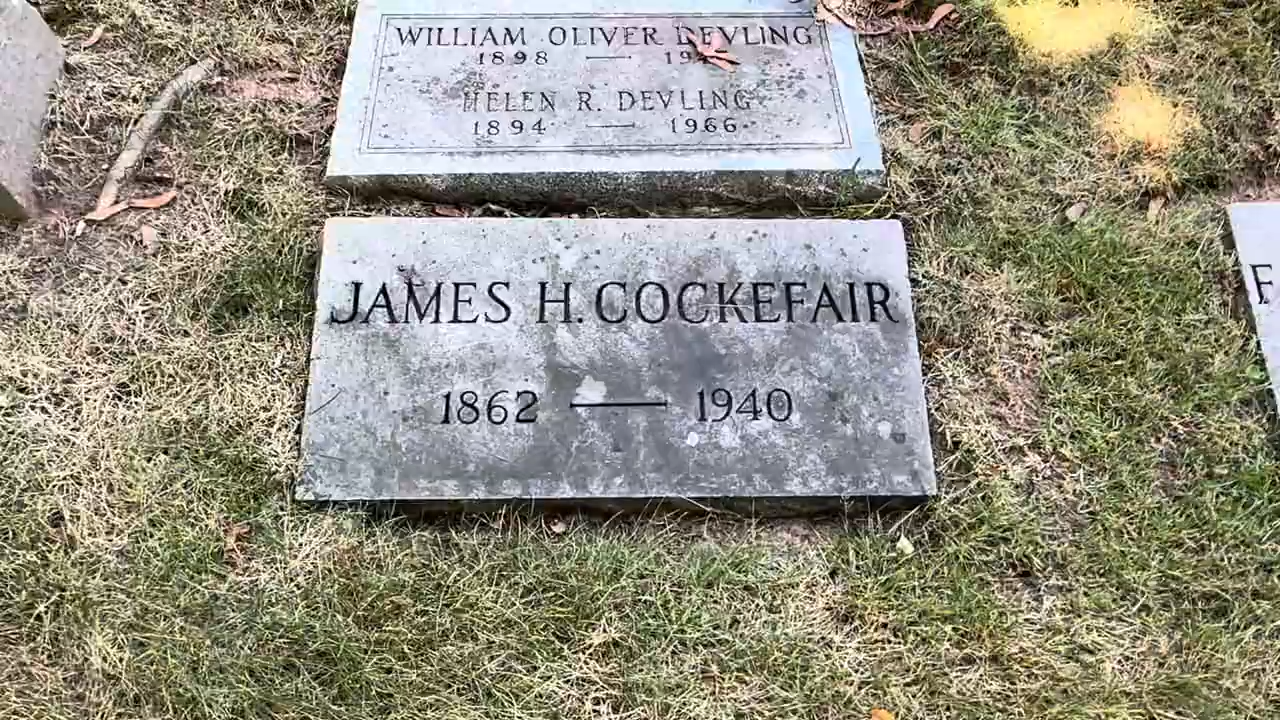 WILLIAM OLIVER DEVLING
1898 —
HELEN R. DEVLING
1894 — 1966
JAMES H. COCKEFAIR
1862 — 1940
F